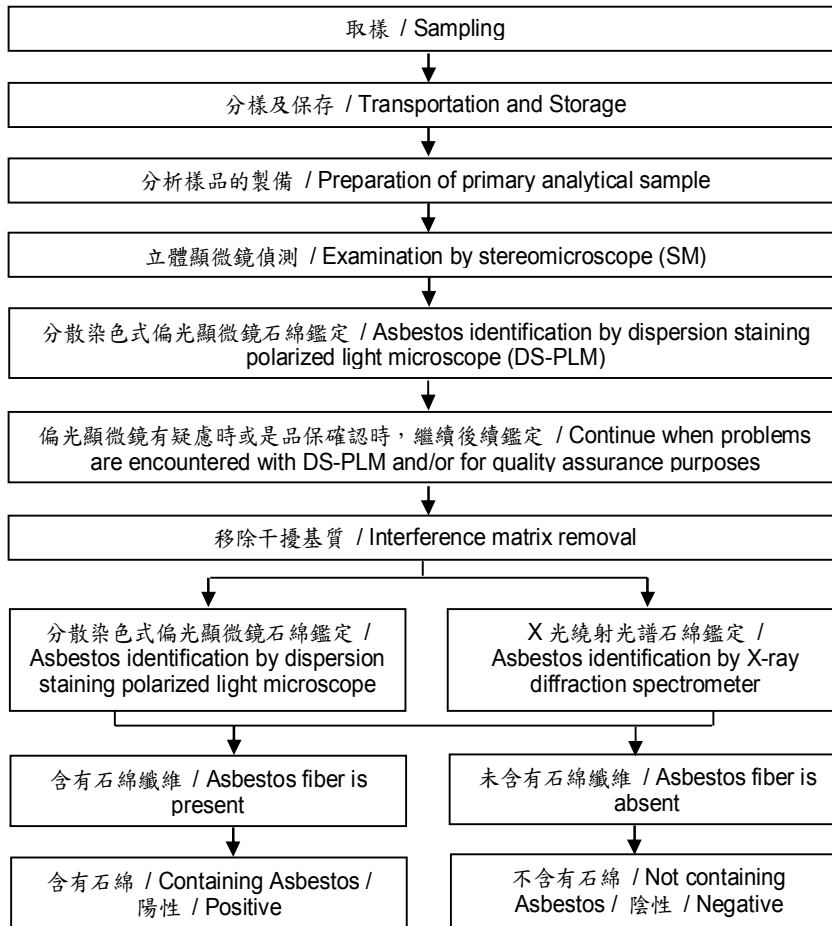 取樣 / Sampling
分樣及保存 / Transportation and Storage
分析樣品的製備 / Preparation of primary analytical sample
立體顯微鏡偵測 / Examination by stereomicroscope (SM)
分散染色式偏光顯微鏡石綿鑑定 / Asbestos identification by dispersion staining
polarized light microscope (DS-PLM)
偏光顯微鏡有疑慮時或是品保確認時，繼續後續鑑定 / Continue when problems
are encountered with DS-PLM and/or for quality assurance purposes
移除干擾基質 / Interference matrix removal
分散染色式偏光顯微鏡石綿鑑定 /
Asbestos identification by dispersion
staining polarized light microscope
X 光繞射光譜石綿鑑定 /
Asbestos identification by X-ray
diffraction spectrometer
含有石綿纖維 / Asbestos fiber is
present
未含有石綿纖維 / Asbestos fiber is
absent
含有石綿 / Containing Asbestos /
陽性 / Positive
不含有石綿 / Not containing
Asbestos / 陰性 / Negative